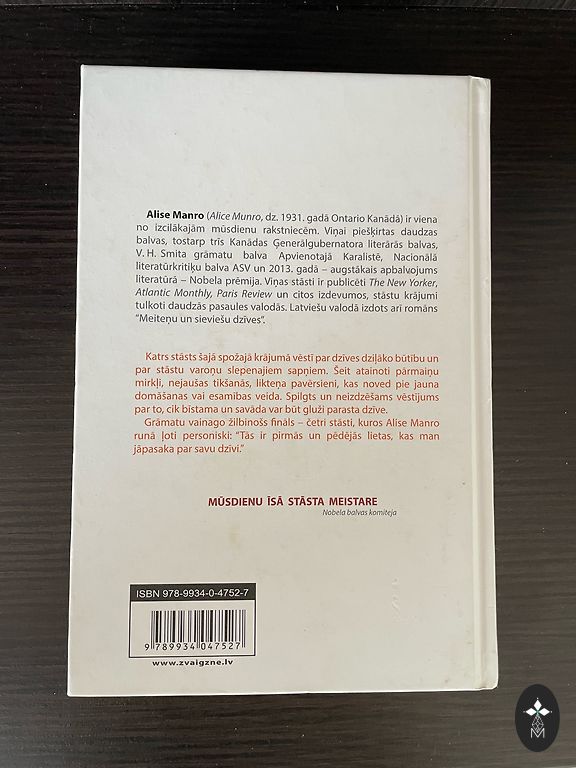 Alise Manro (Alice Munro, dz. 1931. gadā Ontario Kanādā) ir viena
no izcilākajām mūsdienu rakstniecēm. Viņai piešķirtas daudzas
balvas, tostarp trīs Kanādas Ģenerālgubernatora literārās balvas,
V. H. Smita grāmatu balva Apvienotajā Karalistē, Nacionālā
literatūrkritiķu balva ASV un 2013. gadā – augstākais apbalvojums
literatūrā – Nobela prēmija. Viņas stāsti ir publicēti The New Yorker,
Atlantic Monthly, Paris Review un citos izdevumos, stāstu krājumi
tulkoti daudzās pasaules valodās. Latviešu valodā izdots arī romāns
"Meiteņu un sieviešu dzīves".
Katrs stāsts šajā spožajā krājumā vēstī par dzīves dziļāko būtību un
par stāstu varoņu slepenajiem sapņiem. Šeit atainoti pārmaiņu
mirkļi, nejaušas tikšanās, likteņa pavērsieni, kas noved pie jauna
domāšanas vai esamības veida. Spilgts un neizdzēšams vēstījums
par to, cik bīstama un savāda var būt gluži parasta dzīve.
Grāmatu vainago žilbinošs fināls – četri stāsti, kuros Alise Manro
runā ļoti personiski: "Tās ir pirmās un pēdējās lietas, kas man
jāpasaka par savu dzīvi."
MŪSDIENU ĪSĀ STĀSTA MEISTARE
Nobela balvas komiteja
ISBN 978-9934-0-4752-7
9 789934 047527
www.zvaigzne.lv